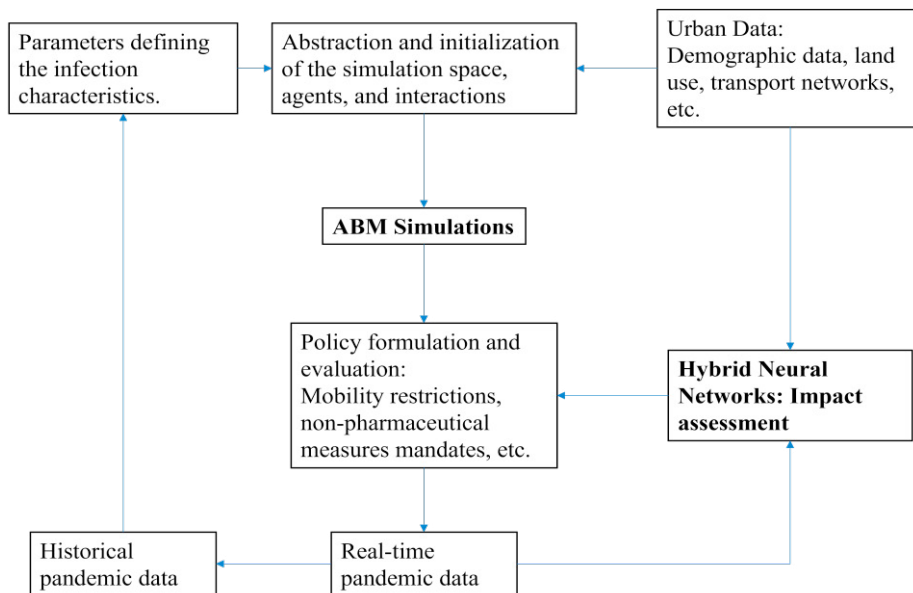 Parameters defining
the infection
characteristics.
Abstraction and initialization
of the simulation space,
agents, and interactions
Urban Data:
Demographic data, land
use, transport networks,
etc.
ABM Simulations
Policy formulation and
evaluation:
Mobility restrictions,
non-pharmaceutical
measures mandates, etc.
Hybrid Neural
Networks: Impact
assessment
Historical
pandemic data
Real-time
pandemic data